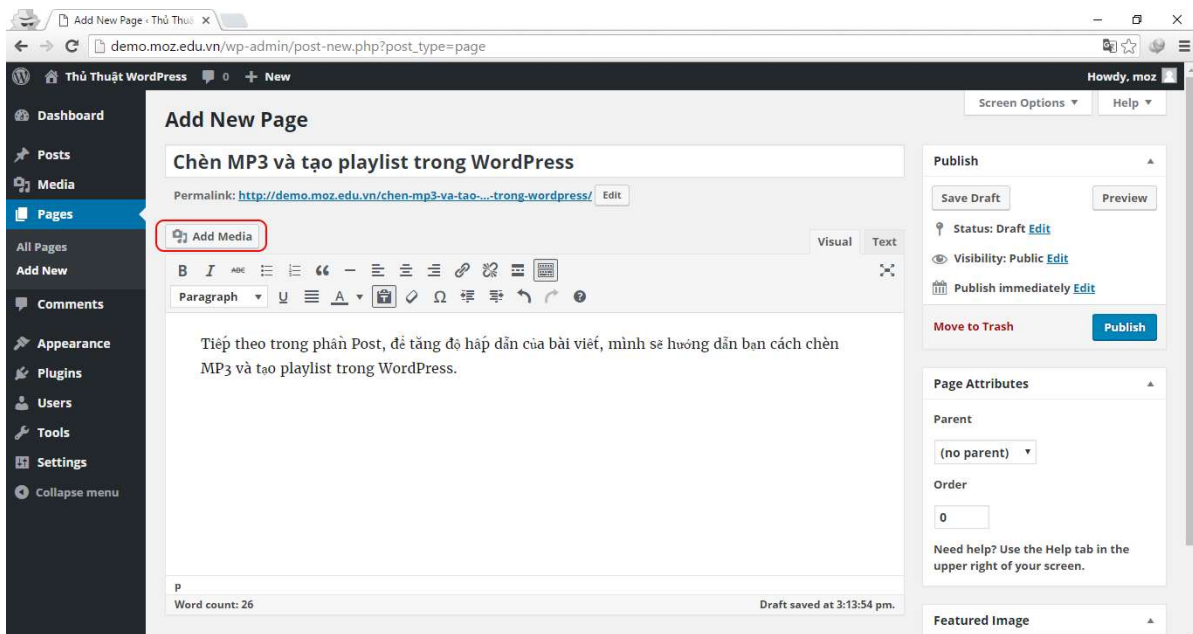 Add New Page ‹ Thủ Thuậ
demo.moz.edu.vn/wp-admin/post-new.php?post_type=page
Thủ Thuật WordPress 0 + New Howdy, moz
Screen Options ▼ Help ▼
Dashboard
Posts
Media
Pages
All Pages
Add New
Comments
Appearance
Plugins
Users
Tools
Settings
Collapse menu
Add New Page
Chèn MP3 và tạo playlist trong WordPress
Permalink: http://demo.moz.edu.vn/chen-mp3-va-tao-...-trong-wordpress/ Edit
Add Media
Visual Text
B I ABC
Paragraph U A Ω
Tiếp theo trong phần Post, để tăng độ hấp dẫn của bài viết, mình sẽ hướng dẫn bạn cách chèn
MP3 và tạo playlist trong WordPress.
p
Word count: 26 Draft saved at 3:13:54 pm.
Publish
Save Draft Preview
Status: Draft Edit
Visibility: Public Edit
Publish immediately Edit
Move to Trash Publish
Page Attributes
Parent
(no parent)
Order
0
Need help? Use the Help tab in the
upper right of your screen.
Featured Image